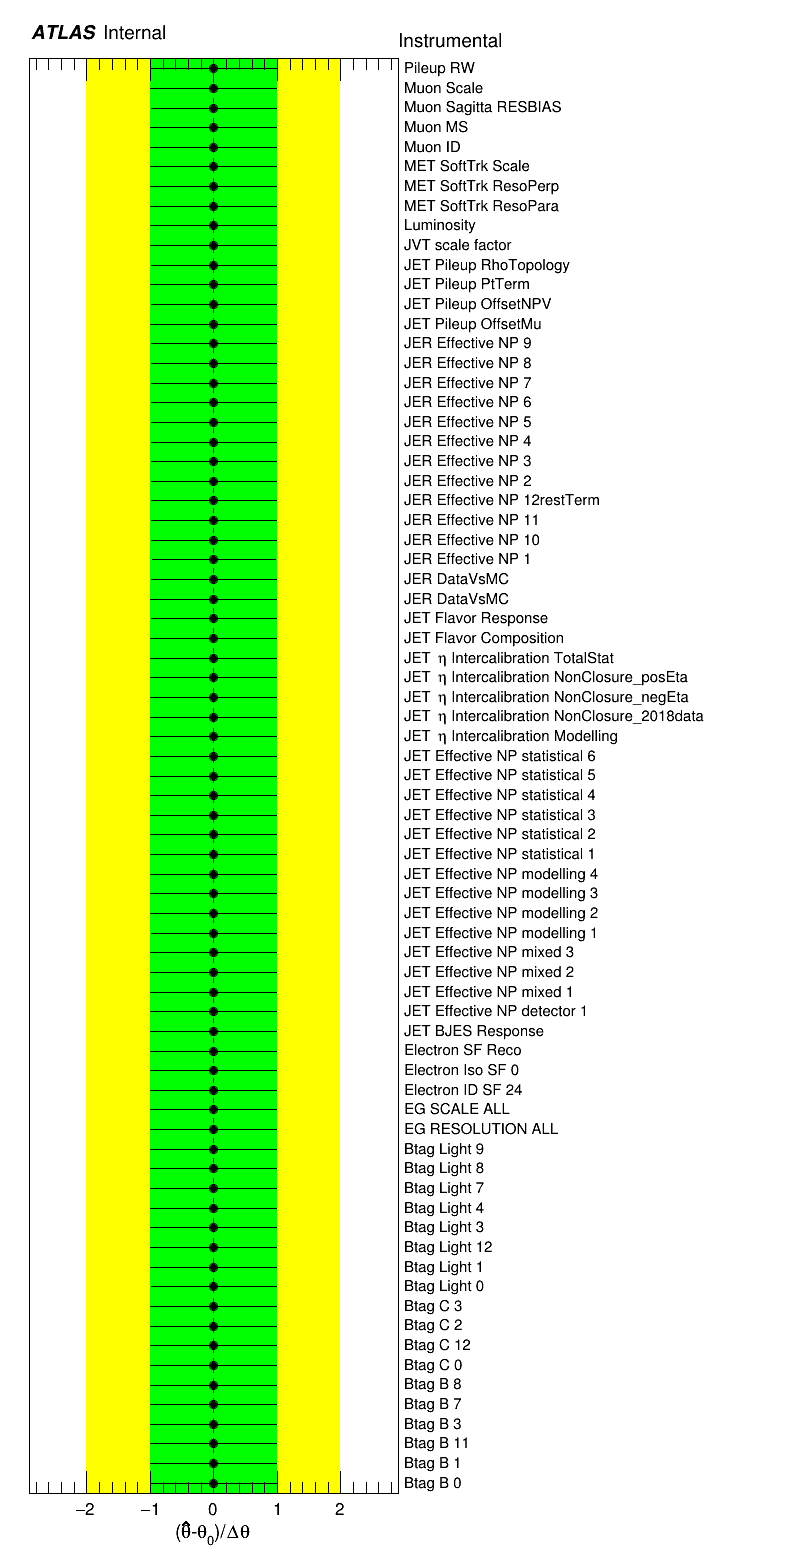 ATLAS Internal
Instrumental
Pileup RW
Muon Scale
Muon Sagitta RESBIAS
Muon MS
Muon ID
MET SoftTrk Scale
MET SoftTrk ResoPerp
MET SoftTrk ResoPara
Luminosity
JVT scale factor
JET Pileup RhoTopology
JET Pileup PtTerm
JET Pileup OffsetNPV
JET Pileup OffsetMu
JER Effective NP 9
JER Effective NP 8
JER Effective NP 7
JER Effective NP 6
JER Effective NP 5
JER Effective NP 4
JER Effective NP 3
JER Effective NP 2
JER Effective NP 12restTerm
JER Effective NP 11
JER Effective NP 10
JER Effective NP 1
JER DataVsMC
JER DataVsMC
JET Flavor Response
JET Flavor Composition
JET η Intercalibration TotalStat
JET η Intercalibration NonClosure_posEta
JET η Intercalibration NonClosure_negEta
JET η Intercalibration NonClosure_2018data
JET η Intercalibration Modelling
JET Effective NP statistical 6
JET Effective NP statistical 5
JET Effective NP statistical 4
JET Effective NP statistical 3
JET Effective NP statistical 2
JET Effective NP statistical 1
JET Effective NP modelling 4
JET Effective NP modelling 3
JET Effective NP modelling 2
JET Effective NP modelling 1
JET Effective NP mixed 3
JET Effective NP mixed 2
JET Effective NP mixed 1
JET Effective NP detector 1
JET BJES Response
Electron SF Reco
Electron Iso SF 0
Electron ID SF 24
EG SCALE ALL
EG RESOLUTION ALL
Btag Light 9
Btag Light 8
Btag Light 7
Btag Light 4
Btag Light 3
Btag Light 12
Btag Light 1
Btag Light 0
Btag C 3
Btag C 2
Btag C 12
Btag C 0
Btag B 8
Btag B 7
Btag B 3
Btag B 11
Btag B 1
Btag B 0
−2 −1 0 1 2
(θ̂-θ₀)/Δθ